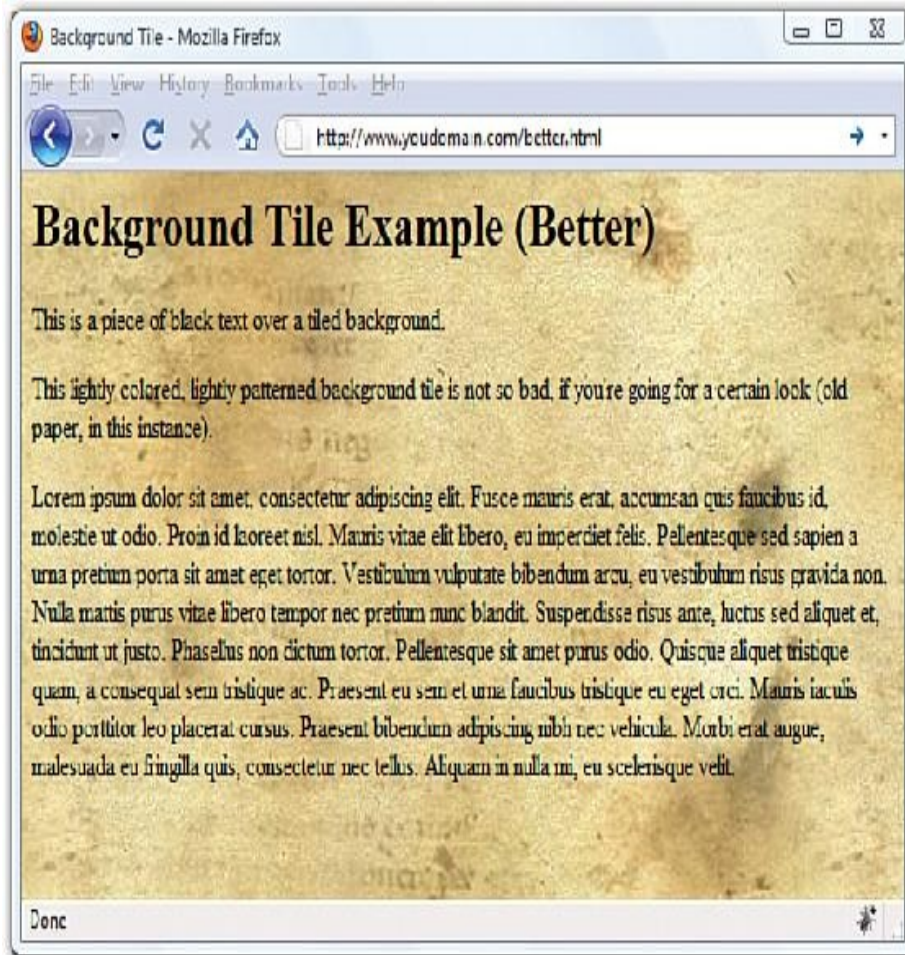 Background Tile - Mozilla Firefox
File Edit View History Bookmarks Tools Help
http://www.youdomain.com/better.html
Background Tile Example (Better)
This is a piece of black text over a tiled background.
This lightly colored, lightly patterned background tile is not so bad, if you're going for a certain look (old
paper, in this instance).
Lorem ipsum dolor sit amet, consectetur adipiscing elit. Fusce mauris erat, accumsan quis faucibus id,
molestie ut odio. Proin id laoreet nisl. Mauris vitae elit libero, eu imperdiet felis. Pellentesque sed sapien a
urna pretium porta sit amet eget tortor. Vestibulum vulputate bibendum arcu, eu vestibulum risus gravida non.
Nulla mattis purus vitae libero tempor nec pretium nunc blandit. Suspendisse risus ante, luctus sed aliquet et,
tincidunt ut justo. Phasellus non dictum tortor. Pellentesque sit amet purus odio. Quisque aliquet tristique
quam, a consequat sem tristique ac. Praesent eu sem et urna faucibus tristique eu eget orci. Mauris iaculis
odio porttitor leo placerat cursus. Praesent bibendum adipiscing nibh nec vehicula. Morbi erat augue,
malesuada eu fringilla quis, consectetur nec tellus. Aliquam in nulla mi, eu scelerisque velit.
Done